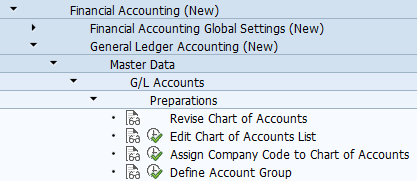 Financial Accounting (New)
Financial Accounting Global Settings (New)
General Ledger Accounting (New)
Master Data
G/L Accounts
Preparations
Revise Chart of Accounts
Edit Chart of Accounts List
Assign Company Code to Chart of Accounts
Define Account Group